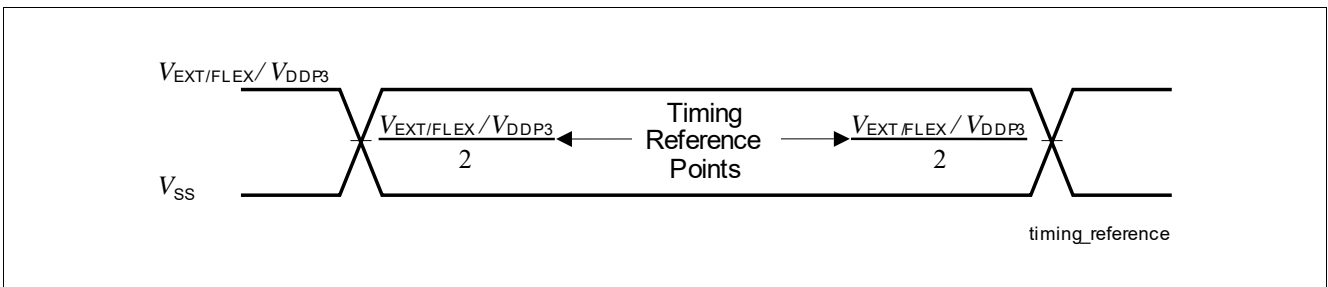 VEXT/FLEX / VDDP3
VEXT/FLEX / VDDP3
2
Timing
Reference
Points
VEXT/FLEX / VDDP3
2
VSS
timing_reference